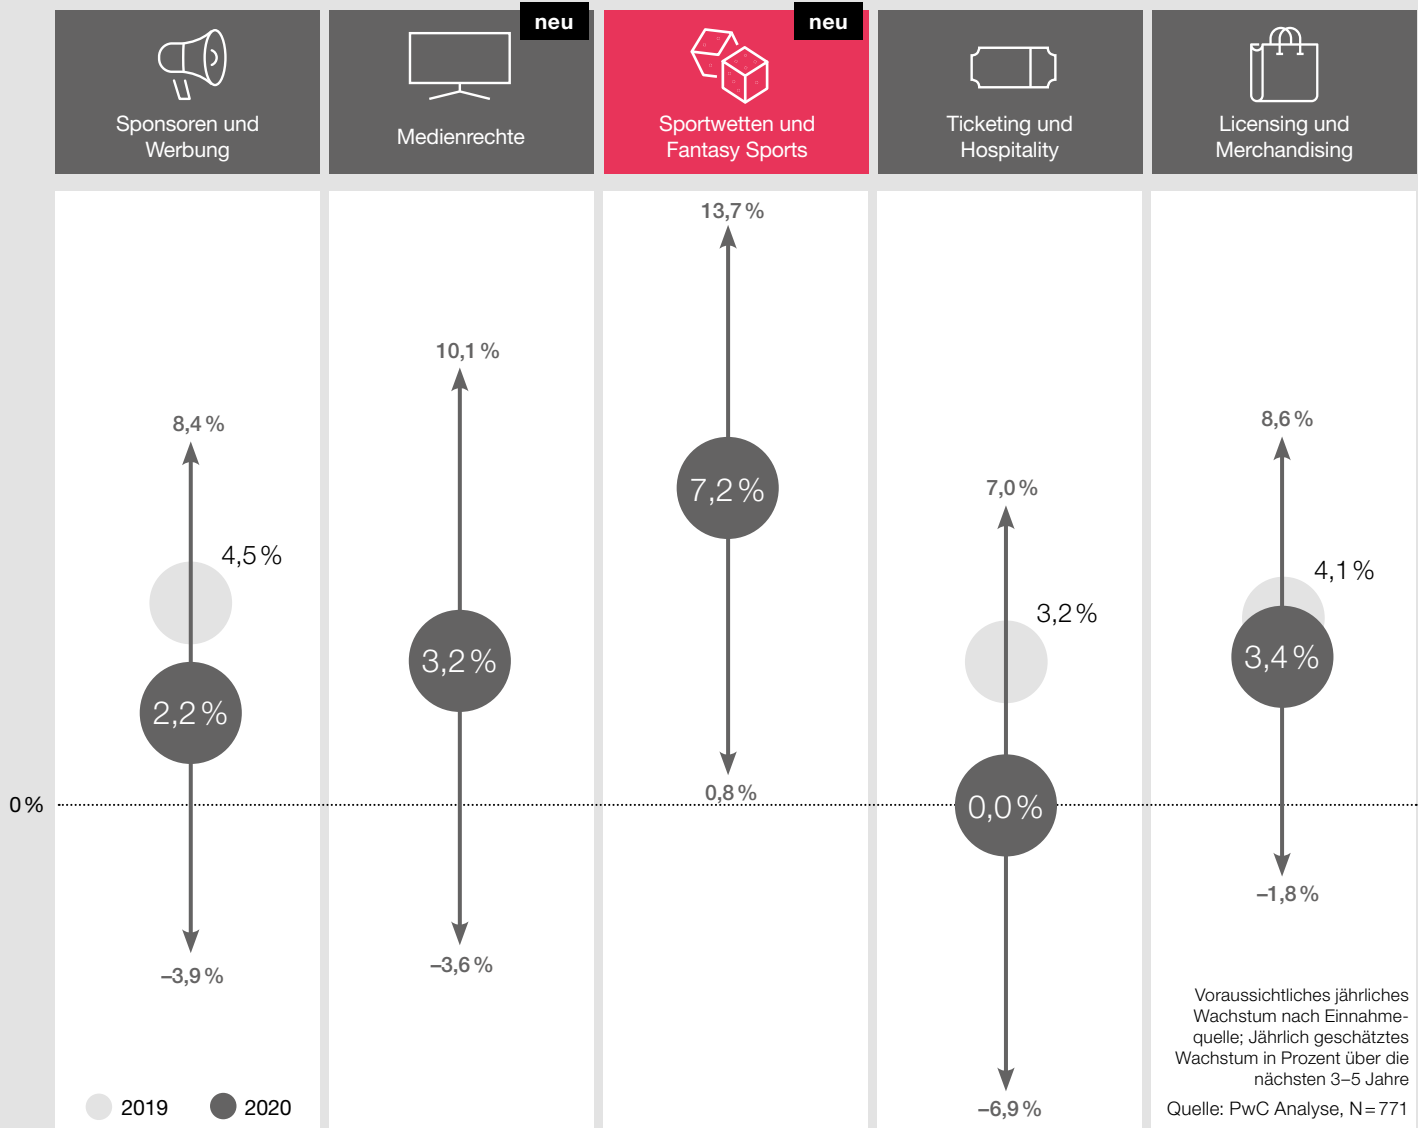 neu
neu
Sponsoren und
Werbung
Medienrechte
Sportwetten und
Fantasy Sports
Ticketing und
Hospitality
Licensing und
Merchandising
8,4 %
4,5 %
2,2 %
–3,9 %
10,1 %
3,2 %
–3,6 %
13,7 %
7,2 %
0,8 %
7,0 %
3,2 %
0,0 %
–6,9 %
8,6 %
4,1 %
3,4 %
–1,8 %
0 %
2019
2020
Voraussichtliches jährliches
Wachstum nach Einnahme-
quelle; Jährlich geschätztes
Wachstum in Prozent über die
nächsten 3–5 Jahre
Quelle: PwC Analyse, N = 771